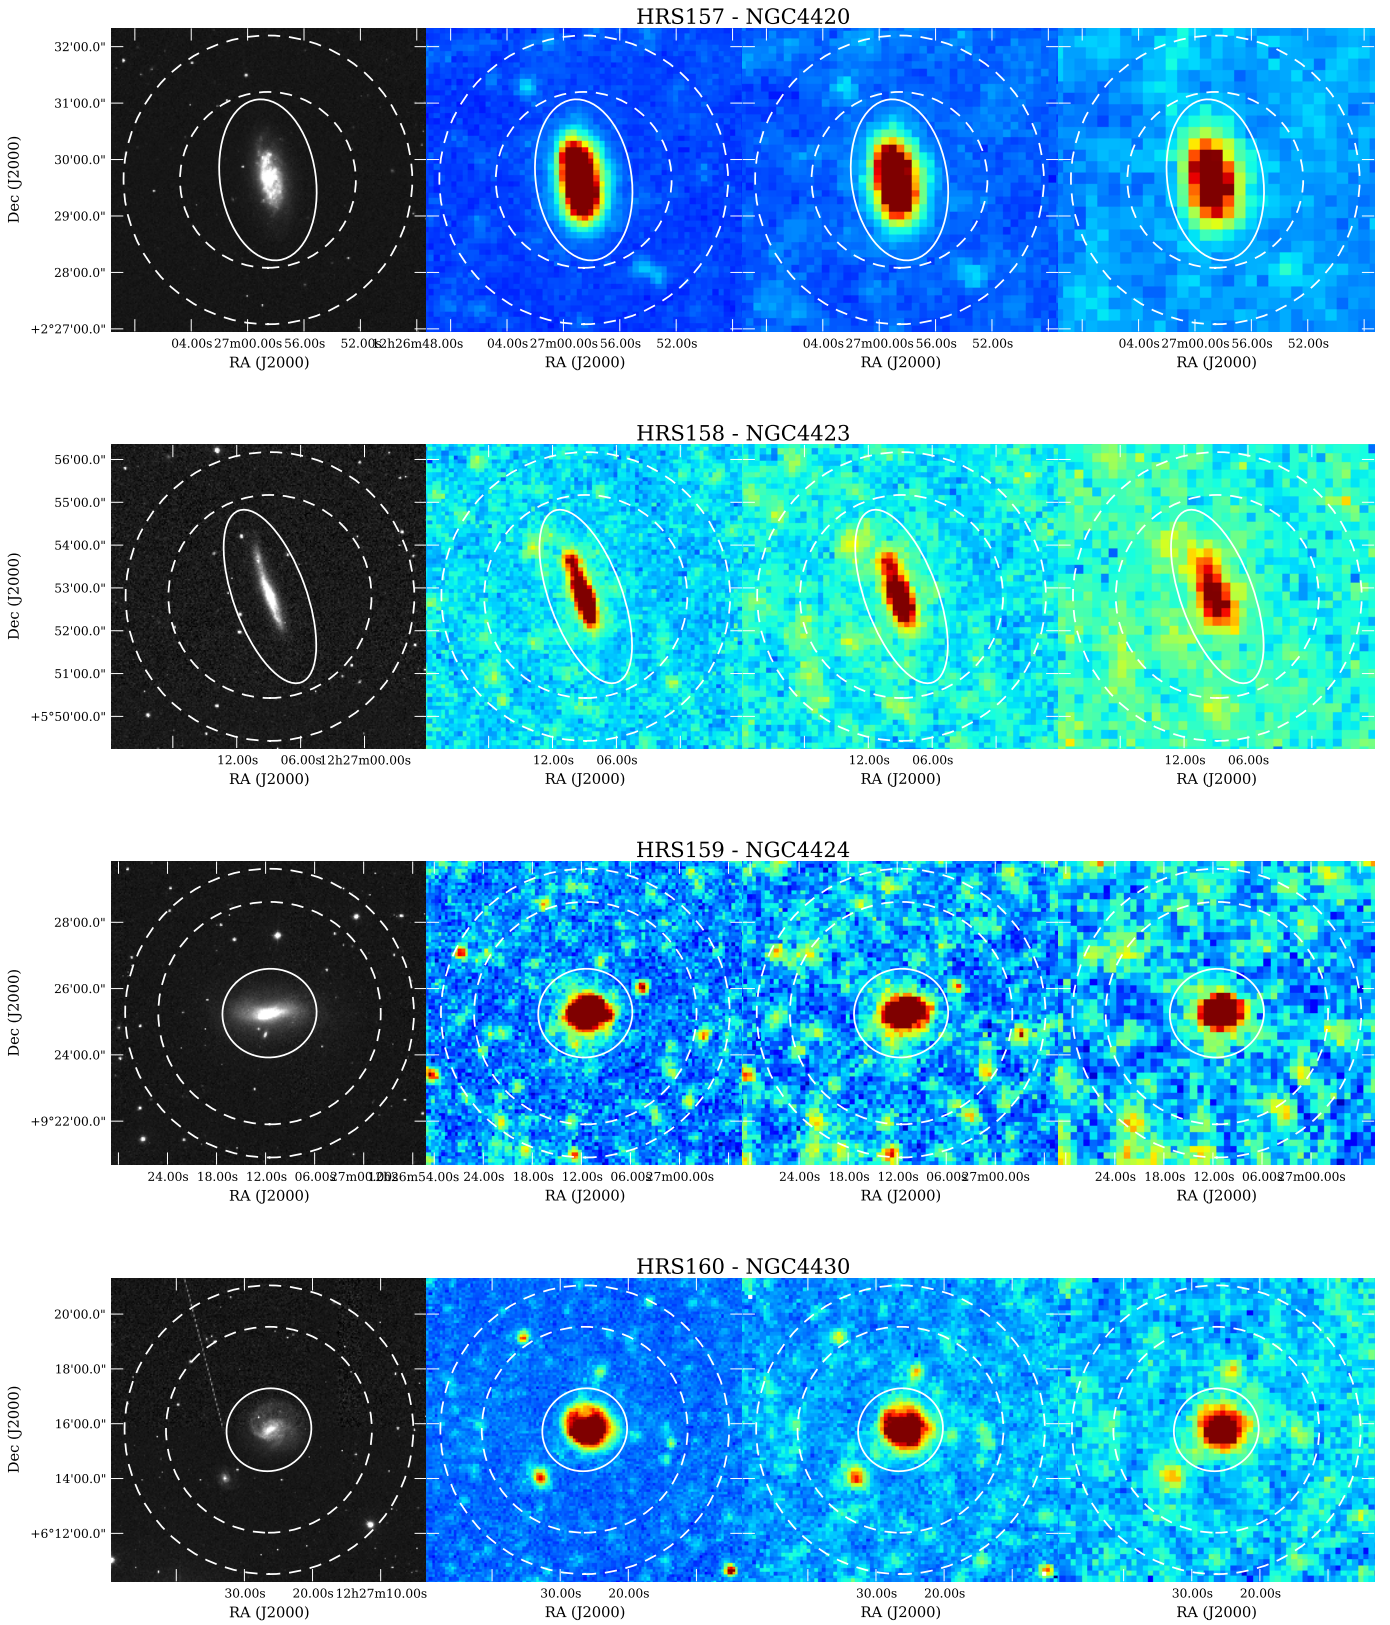 HRS157 - NGC4420
32'00.0"
31'00.0"
30'00.0"
29'00.0"
28'00.0"
+2°27'00.0"
Dec (J2000)
04.00s 27m00.00s 56.00s 52.00s 12h26m48.00s 04.00s 27m00.00s 56.00s 52.00s 04.00s 27m00.00s 56.00s 52.00s 04.00s 27m00.00s 56.00s 52.00s
RA (J2000) RA (J2000) RA (J2000) RA (J2000)
HRS158 - NGC4423
56'00.0"
55'00.0"
54'00.0"
53'00.0"
52'00.0"
51'00.0"
+5°50'00.0"
Dec (J2000)
12.00s 06.00s 12h27m00.00s 12.00s 06.00s 12.00s 06.00s 12.00s 06.00s
RA (J2000) RA (J2000) RA (J2000) RA (J2000)
HRS159 - NGC4424
28'00.0"
26'00.0"
24'00.0"
+9°22'00.0"
Dec (J2000)
24.00s 18.00s 12.00s 06.00s 27m00.00s 12h26m54.00s 24.00s 18.00s 12.00s 06.00s 27m00.00s 24.00s 18.00s 12.00s 06.00s 27m00.00s 24.00s 18.00s 12.00s 06.00s 27m00.00s
RA (J2000) RA (J2000) RA (J2000) RA (J2000)
HRS160 - NGC4430
20'00.0"
18'00.0"
16'00.0"
14'00.0"
+6°12'00.0"
Dec (J2000)
30.00s 20.00s 12h27m10.00s 30.00s 20.00s 30.00s 20.00s 30.00s 20.00s
RA (J2000) RA (J2000) RA (J2000) RA (J2000)